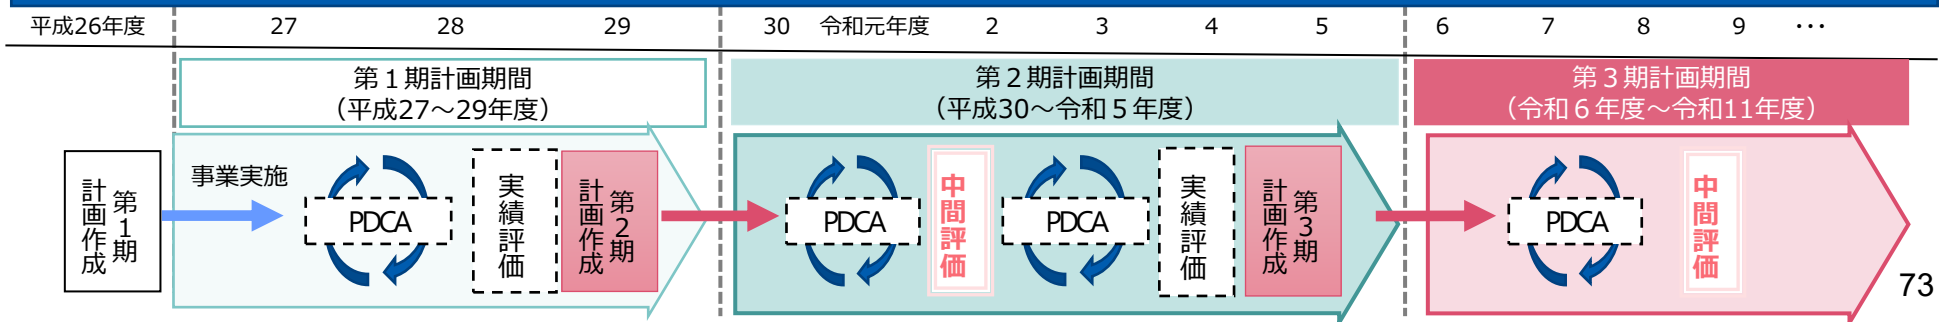 平成26年度 27 28 29 30 令和元年度 2 3 4 5 6 7 8 9 …
第1期計画期間
(平成27～29年度)
第2期計画期間
(平成30～令和5年度)
第3期計画期間
(令和6年度～令和11年度)
第1期
計画作成
事業実施
PDCA
実績評価
第2期
計画作成
PDCA
中間評価
PDCA
実績評価
第3期
計画作成
PDCA
中間評価
73